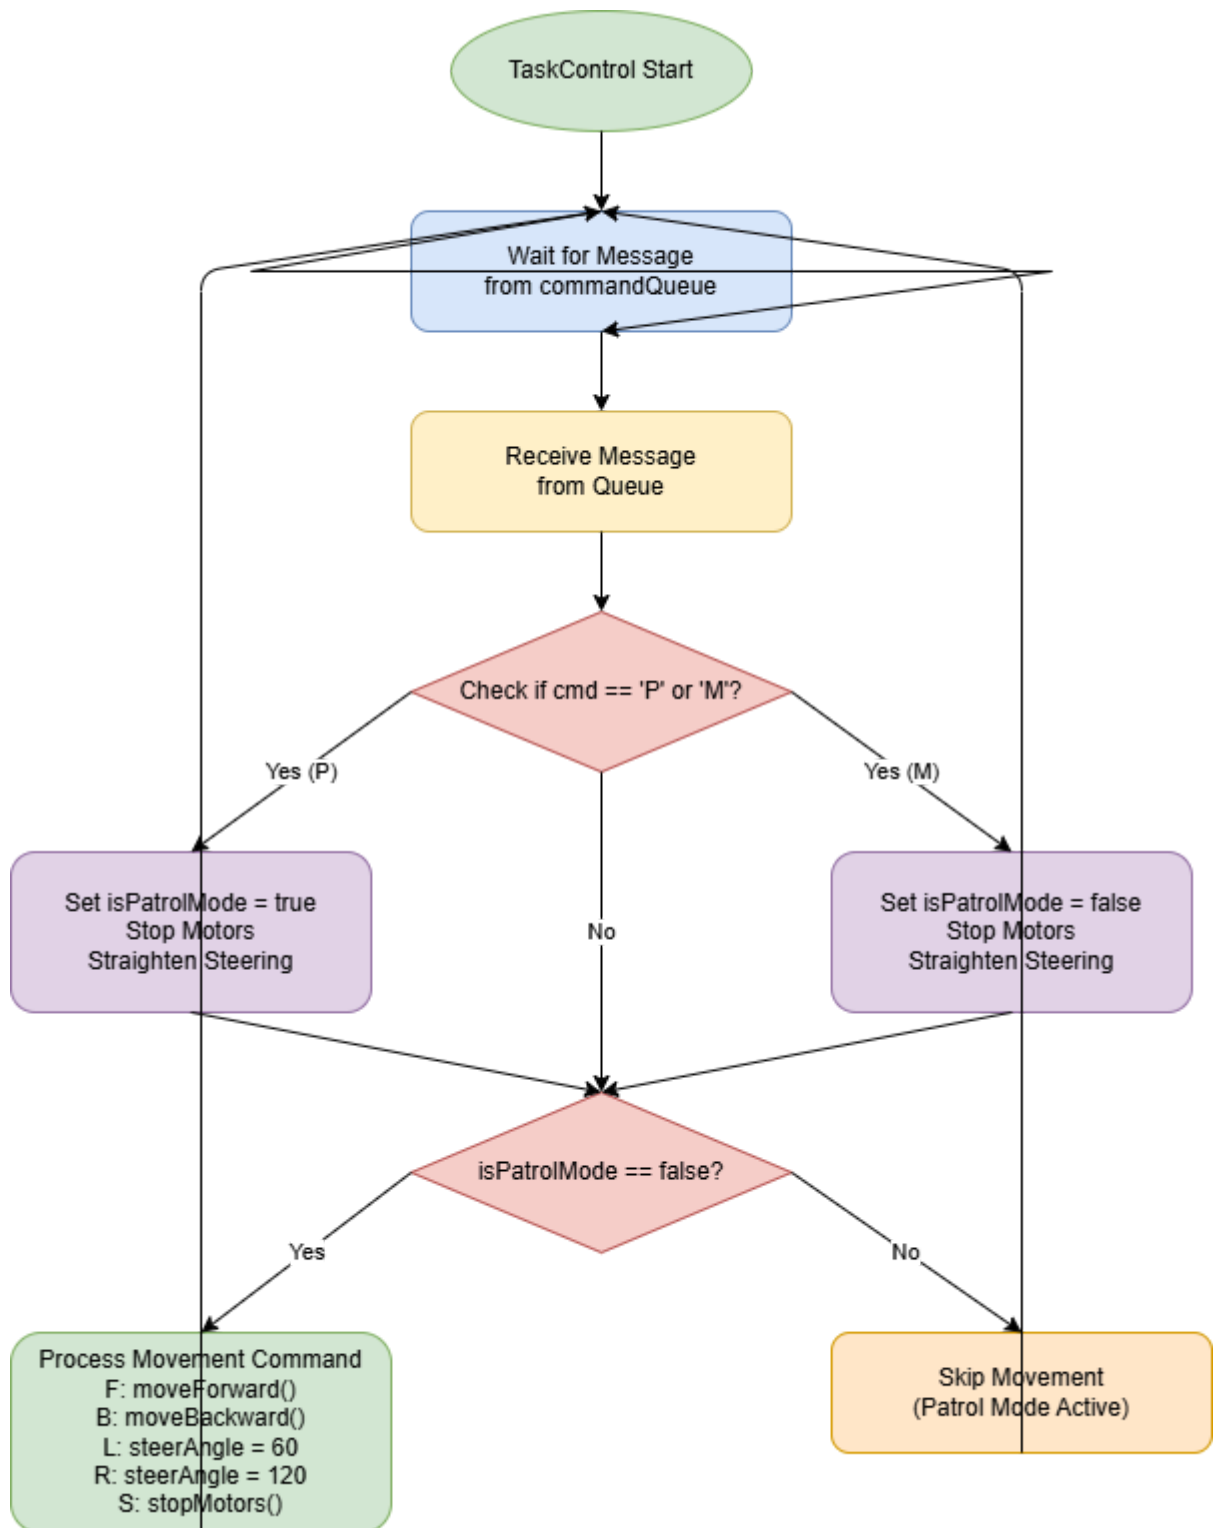 TaskControl Start
Wait for Message
from commandQueue
Receive Message
from Queue
Check if cmd == 'P' or 'M'?
Yes (P)
Yes (M)
Set isPatrolMode = true
Stop Motors
Straighten Steering
No
Set isPatrolMode = false
Stop Motors
Straighten Steering
isPatrolMode == false?
Yes
No
Process Movement Command
F: moveForward()
B: moveBackward()
L: steerAngle = 60
R: steerAngle = 120
S: stopMotors()
Skip Movement
(Patrol Mode Active)